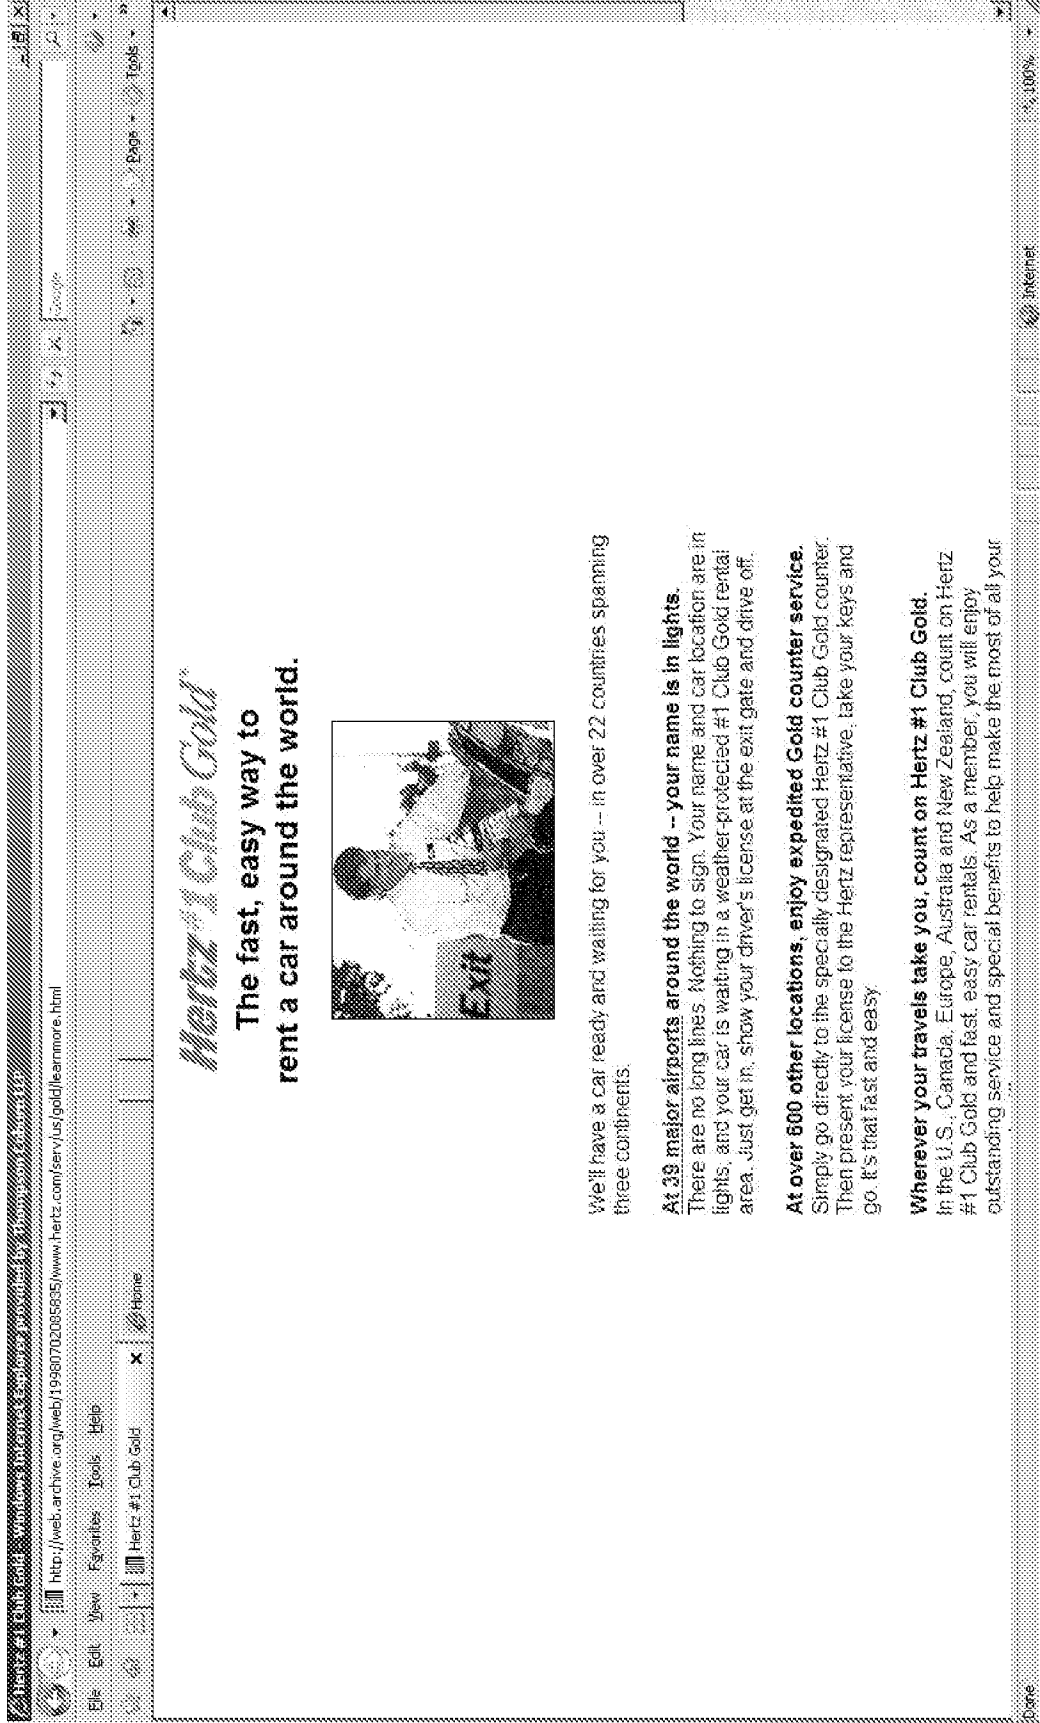 Hertz #1 Club Gold - Windows Internet Explorer provided by
http://web.archive.org/web/19980702085835/www.hertz.com/serv/us/gold/learnmore.html
Google
File Edit View Favorites Tools Help
Hertz #1 Club Gold
Home
Page Tools
Hertz #1 Club Gold
The fast, easy way to
rent a car around the world.
Exit
We'll have a car ready and waiting for you -- in over 22 countries spanning
three continents.
At 39 major airports around the world -- your name is in lights.
There are no long lines. Nothing to sign. Your name and car location are in
lights, and your car is waiting in a weather-protected #1 Club Gold rental
area. Just get in, show your driver's license at the exit gate and drive off.
At over 600 other locations, enjoy expedited Gold counter service.
Simply go directly to the specially designated Hertz #1 Club Gold counter.
Then present your license to the Hertz representative, take your keys and
go. It's that fast and easy
Wherever your travels take you, count on Hertz #1 Club Gold.
In the U.S., Canada, Europe, Australia and New Zealand, count on Hertz
#1 Club Gold and fast, easy car rentals. As a member, you will enjoy
outstanding service and special benefits to help make the most of all your
Done
Internet
100%